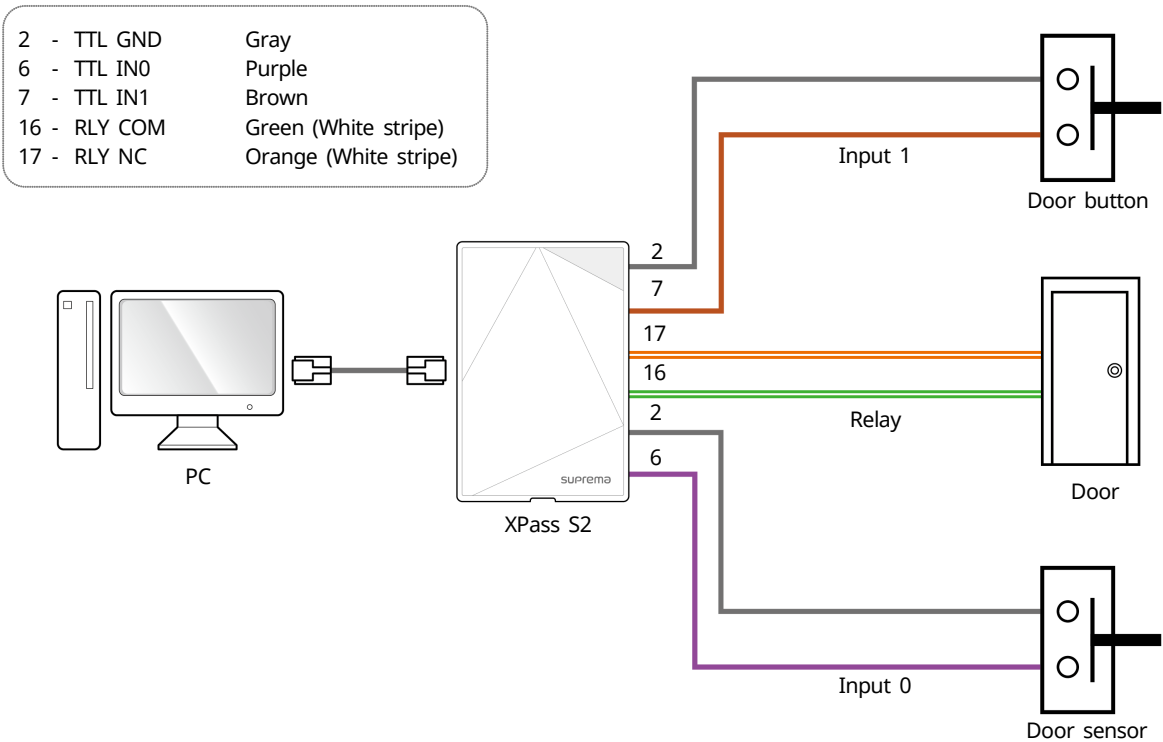 2 - TTL GND Gray
6 - TTL IN0 Purple
7 - TTL IN1 Brown
16 - RLY COM Green (White stripe)
17 - RLY NC Orange (White stripe)
Input 1
Door button
2
7
17
16
2
6
Relay
suprema
PC
XPass S2
Door
Input 0
Door sensor